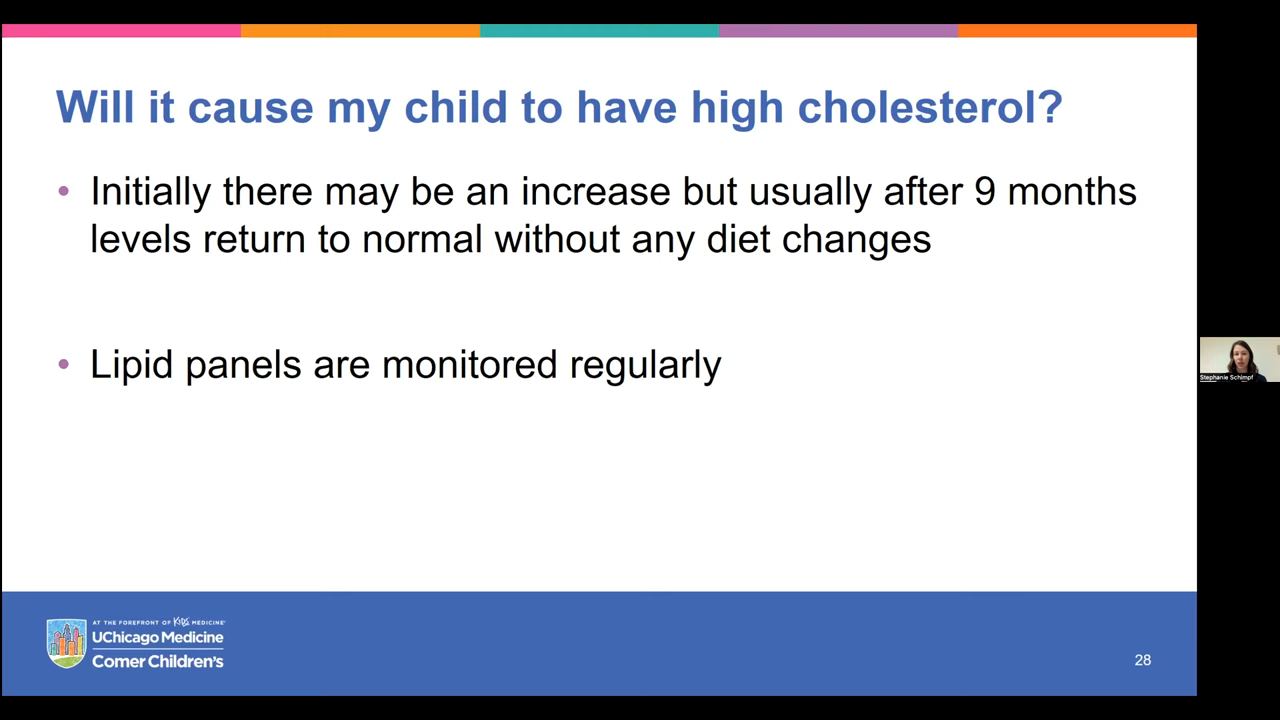 Will it cause my child to have high cholesterol?
• Initially there may be an increase but usually after 9 months
levels return to normal without any diet changes
• Lipid panels are monitored regularly
Stephanie Schimpf
AT THE FOREFRONT OF KIDS MEDICINE®
UChicago Medicine
Comer Children's
28